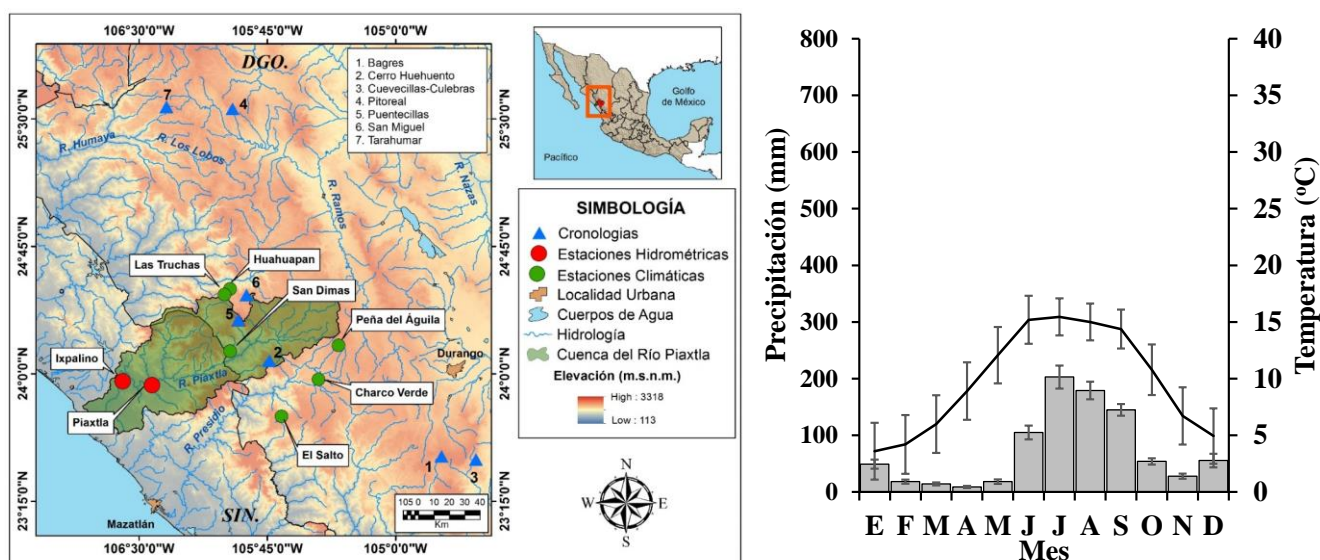 106°30'0"W
105°45'0"W
105°0'0"W
DGO.
1. Bagres
2. Cerro Huehuento
3. Cuevecillas-Culebras
4. Pitoreal
5. Puentecillas
6. San Miguel
7. Tarahumar
7
4
25°30'0"N
25°30'0"N
R. Humaya
R. Los Lobos
R. Nazas
R. Ramos
24°45'0"N
24°45'0"N
Las Truchas
Huahuapan
6
San Dimas
5
Peña del Águila
Ixpalino
2
Durango
24°0'0"N
24°0'0"N
R. Piaxtla
Charco Verde
Piaxtla
R. Presidio
El Salto
1
3
23°15'0"N
23°15'0"N
Mazatlán
SIN.
105 0 10 20 30 40
Km
106°30'0"W
105°45'0"W
105°0'0"W
Golfo
de México
Pacífico
SIMBOLOGÍA
Cronologías
Estaciones Hidrométricas
Estaciones Climáticas
Localidad Urbana
Cuerpos de Agua
Hidrología
Cuenca del Río Piaxtla
Elevación (m.s.n.m.)
High : 3318
Low : 113
N
W
E
S
Precipitación (mm)
800
700
600
500
400
300
200
100
0
Temperatura (ºC)
40
35
30
25
20
15
10
5
0
E F M A M J J A S O N D
Mes